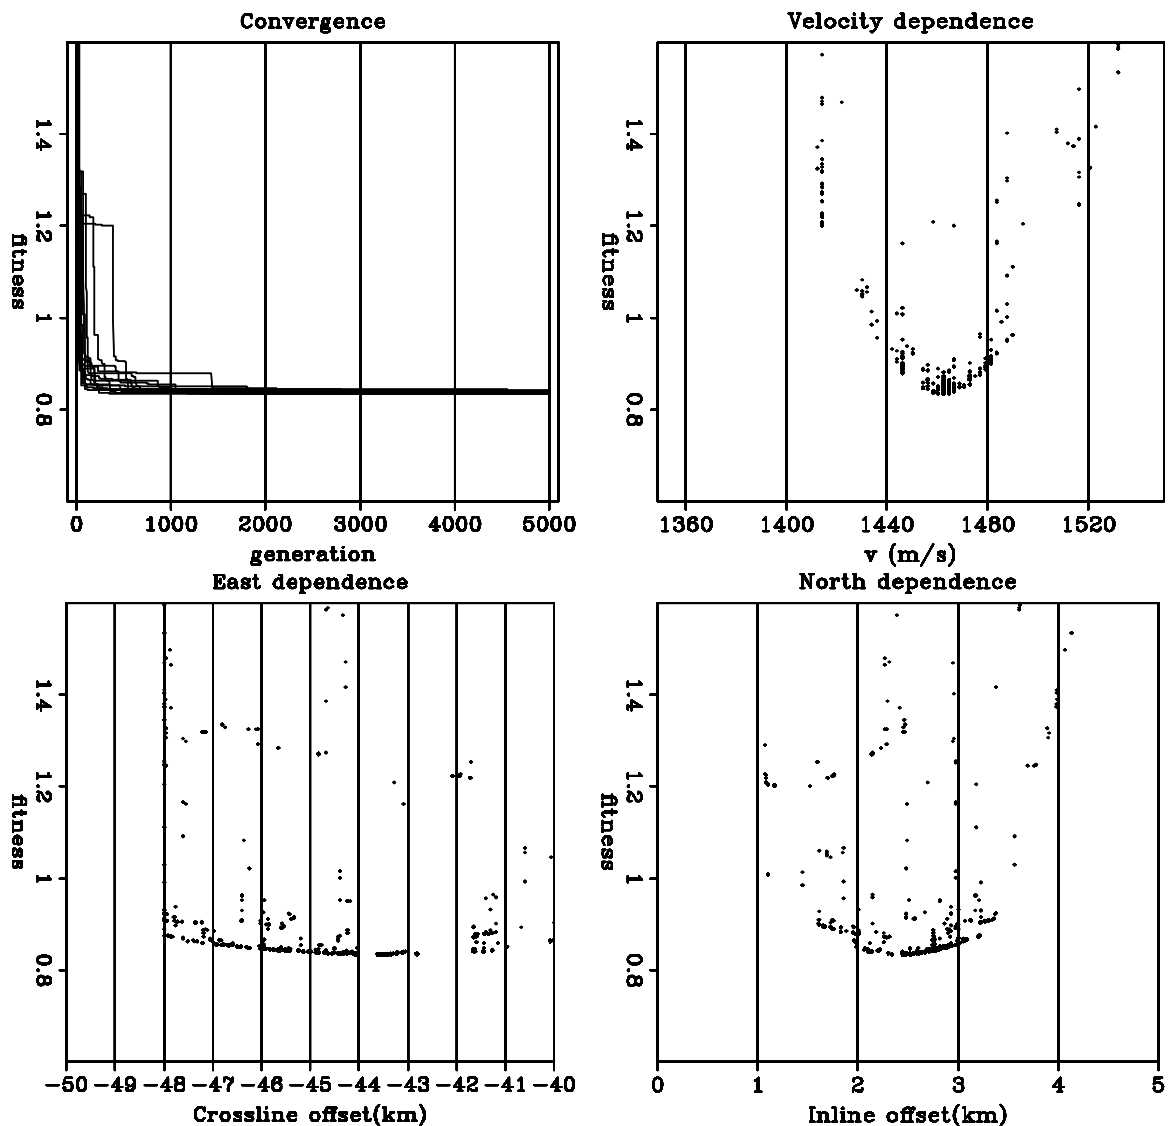 Convergence
Velocity dependence
1.4
1.2
1
0.8
fitness
0 1000 2000 3000 4000 5000
generation
1.4
1.2
1
0.8
fitness
1360 1400 1440 1480 1520
v (m/s)
East dependence
North dependence
1.4
1.2
1
0.8
fitness
-50 -49 -48 -47 -46 -45 -44 -43 -42 -41 -40
Crossline offset(km)
1.4
1.2
1
0.8
fitness
0 1 2 3 4 5
Inline offset(km)